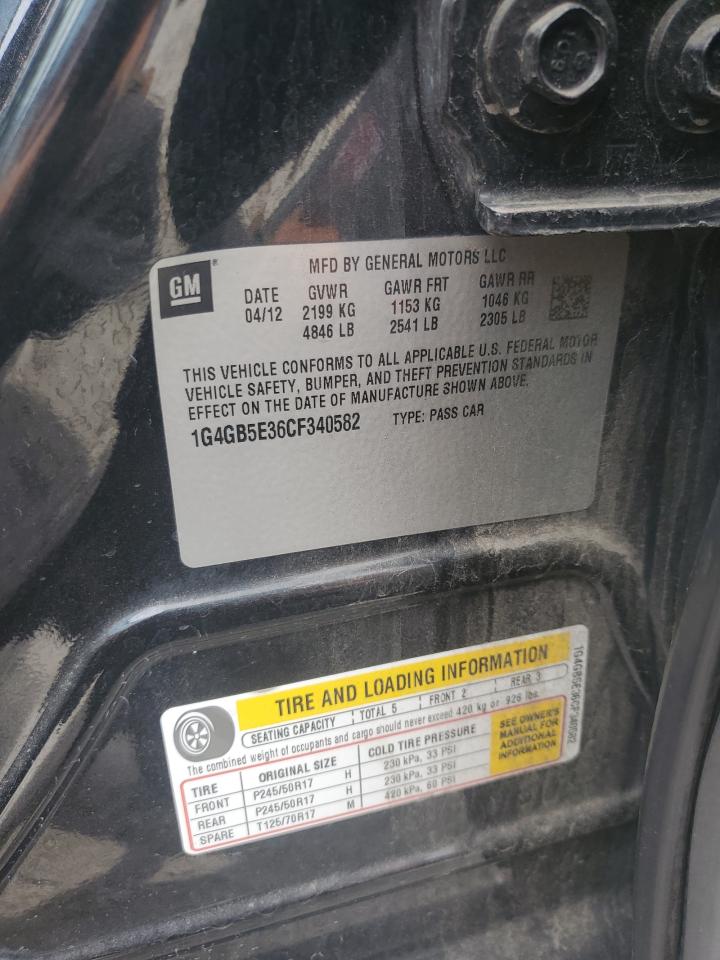 GM
MFD BY GENERAL MOTORS LLC
DATE GVWR GAWR FRT GAWR RR
04/12 2199 KG 1153 KG 1046 KG
4846 LB 2541 LB 2305 LB
THIS VEHICLE CONFORMS TO ALL APPLICABLE U.S. FEDERAL MOTOR
VEHICLE SAFETY, BUMPER, AND THEFT PREVENTION STANDARDS IN
EFFECT ON THE DATE OF MANUFACTURE SHOWN ABOVE.
1G4GB5E36CF340582 TYPE: PASS CAR
TIRE AND LOADING INFORMATION
SEATING CAPACITY TOTAL 5 FRONT 2 REAR 3
The combined weight of occupants and cargo should never exceed 420 kg or 926 lbs.
TIRE ORIGINAL SIZE COLD TIRE PRESSURE
FRONT P245/50R17 H 230 kPa, 33 PSI
REAR P245/50R17 H 230 kPa, 33 PSI
SPARE T125/70R17 M 420 kPa, 60 PSI
SEE OWNER'S
MANUAL FOR
ADDITIONAL
INFORMATION
1G4GB5E36CF340582